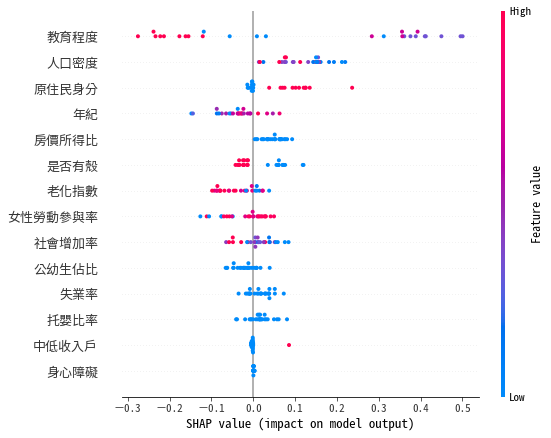 High
教育程度
人口密度
原住民身分
年紀
房價所得比
是否有殼
老化指數
女性勞動參與率
社會增加率
公幼生佔比
失業率
托嬰比率
中低收入戶
身心障礙
Feature value
Low
−0.3 −0.2 −0.1 0.0 0.1 0.2 0.3 0.4 0.5
SHAP value (impact on model output)